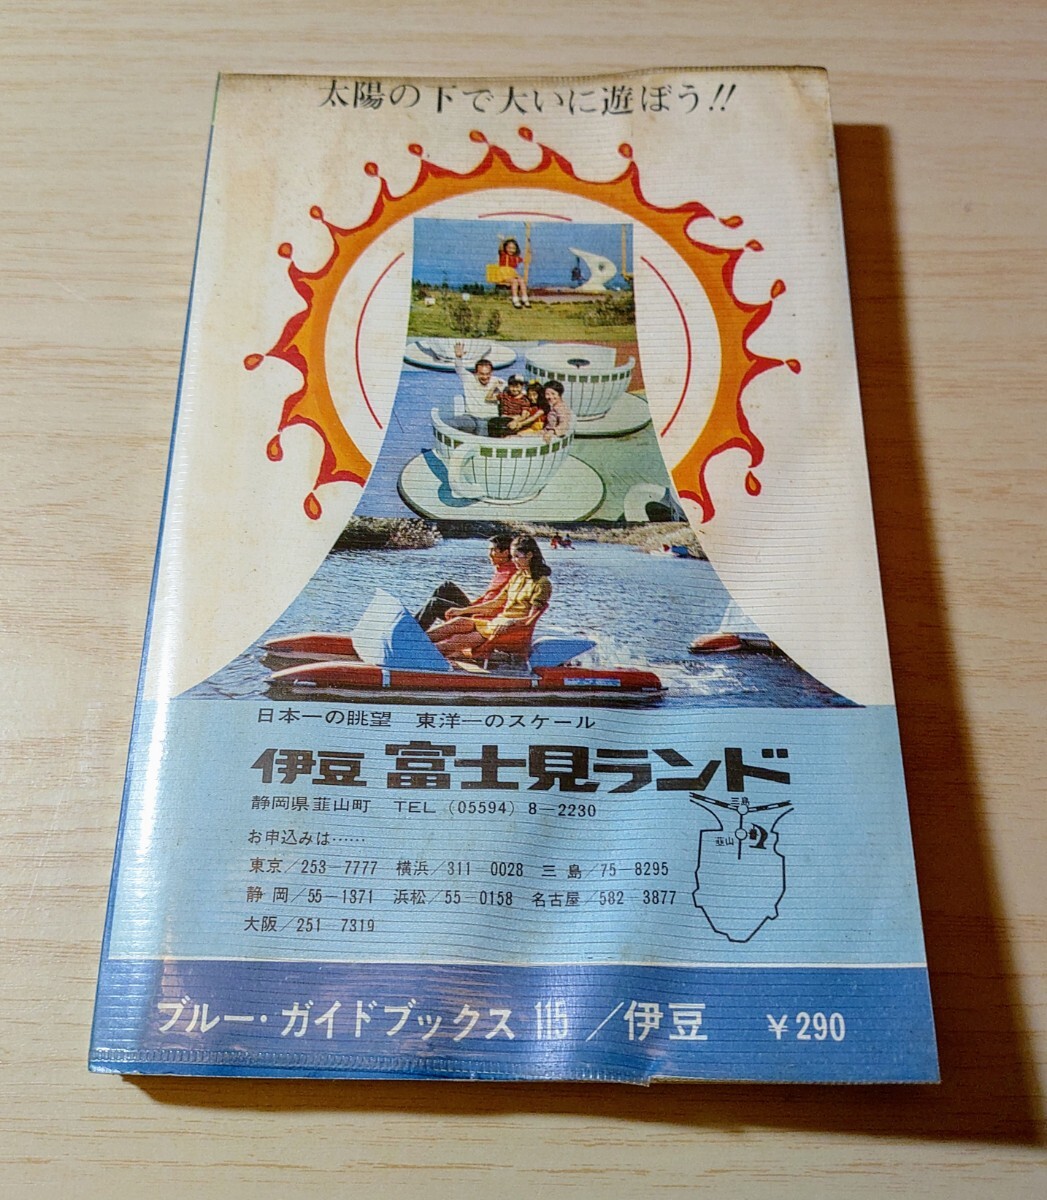 太陽の下で大いに遊ぼう!!
日本一の眺望 東洋一のスケール
伊豆 富士見ランド
静岡県韮山町 TEL (05594) 8-2230
お申込みは……
東京/253-7777 横浜/311 0028 三島/75-8295
静岡/55-1371 浜松/55 0158 名古屋/582 3877
大阪/251 7319
三島
韮山
ブルー・ガイドブックス 115 /伊豆 ¥290